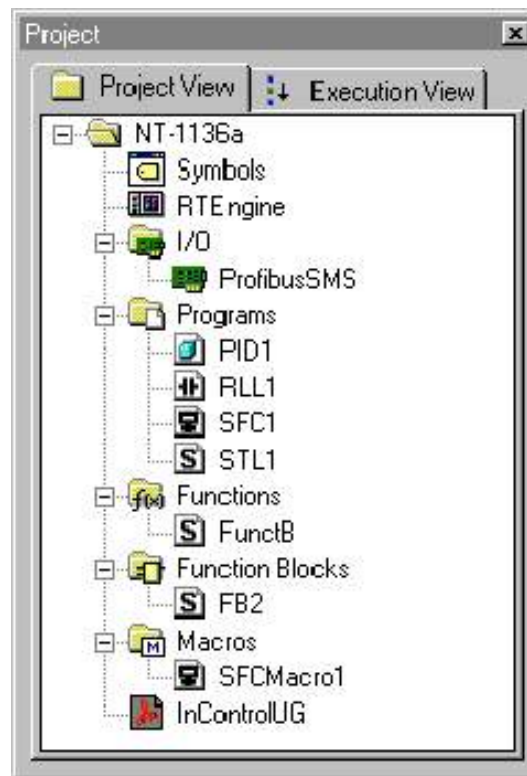 Project
Project View
Execution View
NT-1136a
Symbols
RTEngine
I/O
ProfibusSMS
Programs
PID1
RLL1
SFC1
S STL1
f(x) Functions
S FunctB
Function Blocks
S FB2
M Macros
SFCMacro1
InControlUG